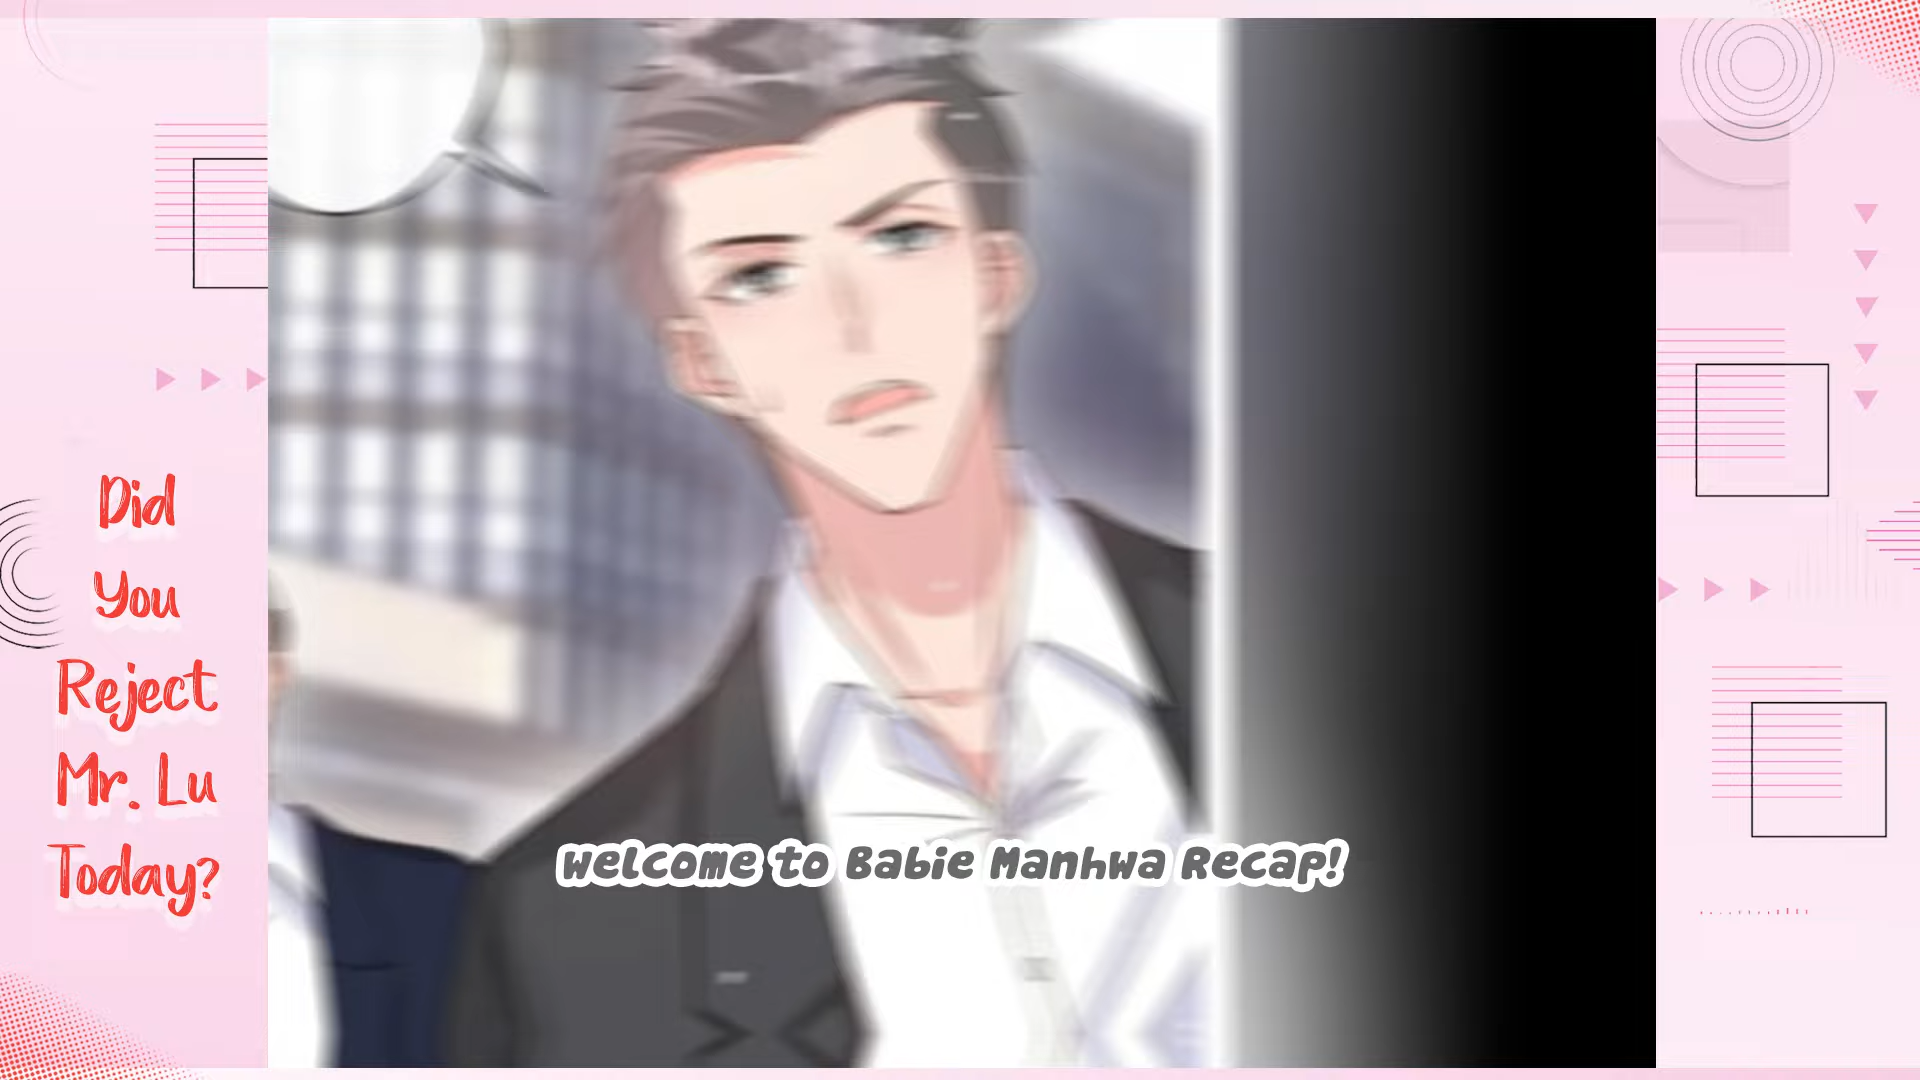 Did
You
Reject
Mr. Lu
Today?
welcome to Babie Manhwa Recap!